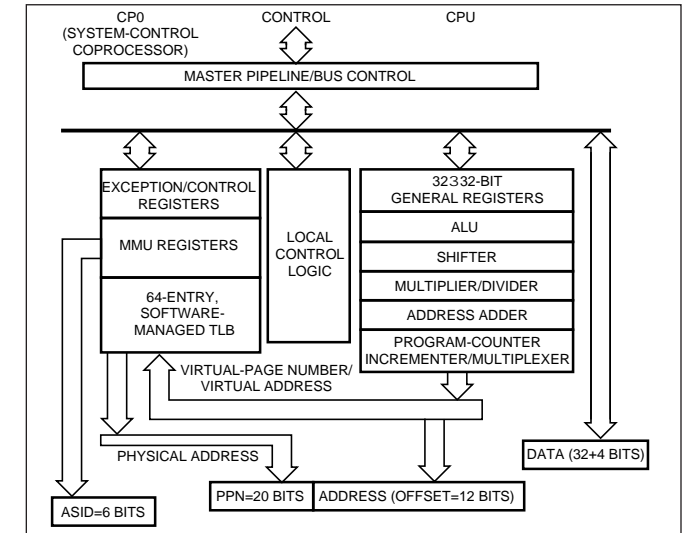 CP0
(SYSTEM-CONTROL
COPROCESSOR)
CONTROL
CPU
MASTER PIPELINE/BUS CONTROL
EXCEPTION/CONTROL
REGISTERS
MMU REGISTERS
64-ENTRY,
SOFTWARE-
MANAGED TLB
LOCAL
CONTROL
LOGIC
32332-BIT
GENERAL REGISTERS
ALU
SHIFTER
MULTIPLIER/DIVIDER
ADDRESS ADDER
PROGRAM-COUNTER
INCREMENTER/MULTIPLEXER
VIRTUAL-PAGE NUMBER/
VIRTUAL ADDRESS
PHYSICAL ADDRESS
DATA (32+4 BITS)
PPN=20 BITS
ADDRESS (OFFSET=12 BITS)
ASID=6 BITS